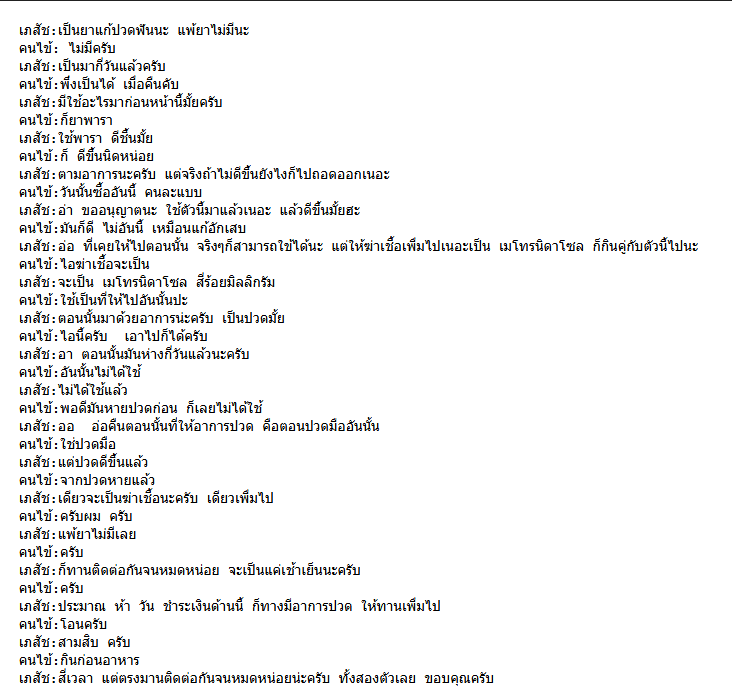 เภสัช:เป็นยาแก้ปวดฟันนะ แพ้ยาไม่มีนะ
คนไข้: ไม่มีครับ
เภสัช:เป็นมากี่วันแล้วครับ
คนไข้:พึ่งเป็นได้ เมื่อคืนคับ
เภสัช:มีใช้อะไรมาก่อนหน้านี้มั้ยครับ
คนไข้:ก็ยาพารา
เภสัช:ใช้พารา ดีขึ้นมั้ย
คนไข้:ก็ ดีขึ้นนิดหน่อย
เภสัช:ตามอาการนะครับ แต่จริงถ้าไม่ดีขึ้นยังไงก็ไปถอดออกเนอะ
คนไข้:วันนั้นซื้ออันนี้ คนละแบบ
เภสัช:อ่า ขออนุญาตนะ ใช้ตัวนี้มาแล้วเนอะ แล้วดีขึ้นมั้ยฮะ
คนไข้:มันก็ดี ไม่อันนี้ เหมือนแก้อักเสบ
เภสัช:อ่อ ที่เคยให้ไปตอนนั้น จริงๆก็สามารถใช้ได้นะ แต่ให้ฆ่าเชื้อเพิ่มไปเนอะเป็น เมโทรนิดาโซล ก็กินคู่กับตัวนี้ไปนะ
คนไข้:ไอฆ่าเชื้อจะเป็น
เภสัช:จะเป็น เมโทรนิดาโซล สี่ร้อยมิลลิกรัม
คนไข้:ใช้เป็นที่ให้ไปอันนั้นปะ
เภสัช:ตอนนั้นมาด้วยอาการน่ะครับ เป็นปวดมั้ย
คนไข้:ไอนี้ครับ  เอาไปก็ได้ครับ
เภสัช:อา ตอนนั้นมันห่างกี่วันแล้วนะครับ
คนไข้:อันนั้นไม่ได้ใช้
เภสัช:ไม่ได้ใช้แล้ว
คนไข้:พอดีมันหายปวดก่อน ก็เลยไม่ได้ใช้
เภสัช:ออ  อ่อคืนตอนนั้นที่ให้อาการปวด คือตอนปวดมืออันนั้น
คนไข้:ใช่ปวดมือ
เภสัช:แต่ปวดดีขึ้นแล้ว
คนไข้:จากปวดหายแล้ว
เภสัช:เดียวจะเป็นฆ่าเชื้อนะครับ เดียวเพิ่มไป
คนไข้:ครับผม ครับ
เภสัช:แพ้ยาไม่มีเลย
คนไข้:ครับ
เภสัช:ก็ทานติดต่อกันจนหมดหน่อย จะเป็นแค่เช้าเย็นนะครับ
คนไข้:ครับ
เภสัช:ประมาณ ห้า วัน ชำระเงินด้านนี้ ก็ทางมีอาการปวด ให้ทานเพิ่มไป
คนไข้:โอนครับ
เภสัช:สามสิบ ครับ
คนไข้:กินก่อนอาหาร
เภสัช:สี่เวลา แต่ตรงมานติดต่อกันจนหมดหน่อยน่ะครับ ทั้งสองตัวเลย ขอบคุณครับ